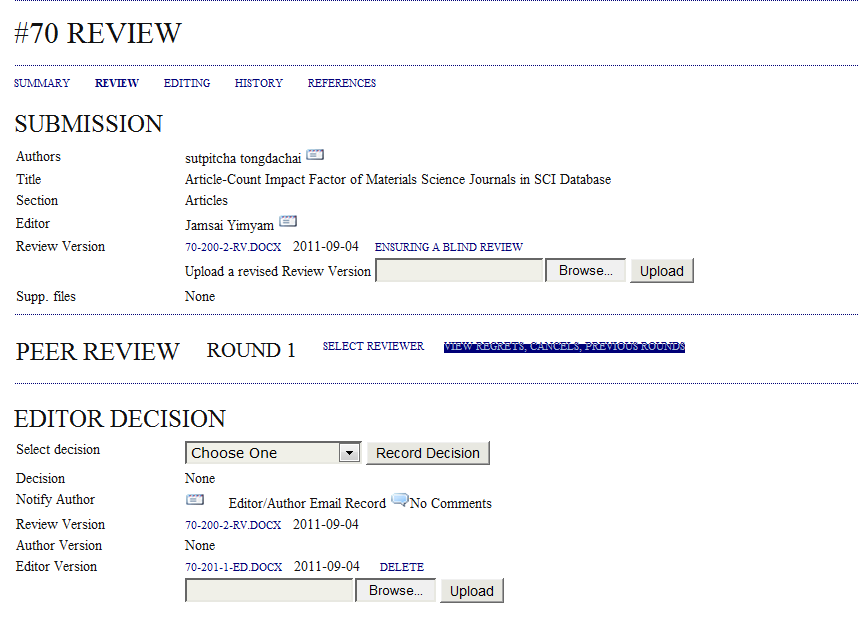 #70 REVIEW
SUMMARY REVIEW EDITING HISTORY REFERENCES
SUBMISSION
Authors sutpitcha tongdachai
Title Article-Count Impact Factor of Materials Science Journals in SCI Database
Section Articles
Editor Jamsai Yimyam
Review Version 70-200-2-RV.DOCX 2011-09-04 ENSURING A BLIND REVIEW
Upload a revised Review Version Browse... Upload
Supp. files None
PEER REVIEW ROUND 1 SELECT REVIEWER VIEW REGRETS, CANCELS, PREVIOUS ROUNDS
EDITOR DECISION
Select decision Choose One Record Decision
Decision None
Notify Author Editor/Author Email Record No Comments
Review Version 70-200-2-RV.DOCX 2011-09-04
Author Version None
Editor Version 70-201-1-ED.DOCX 2011-09-04 DELETE
Browse... Upload